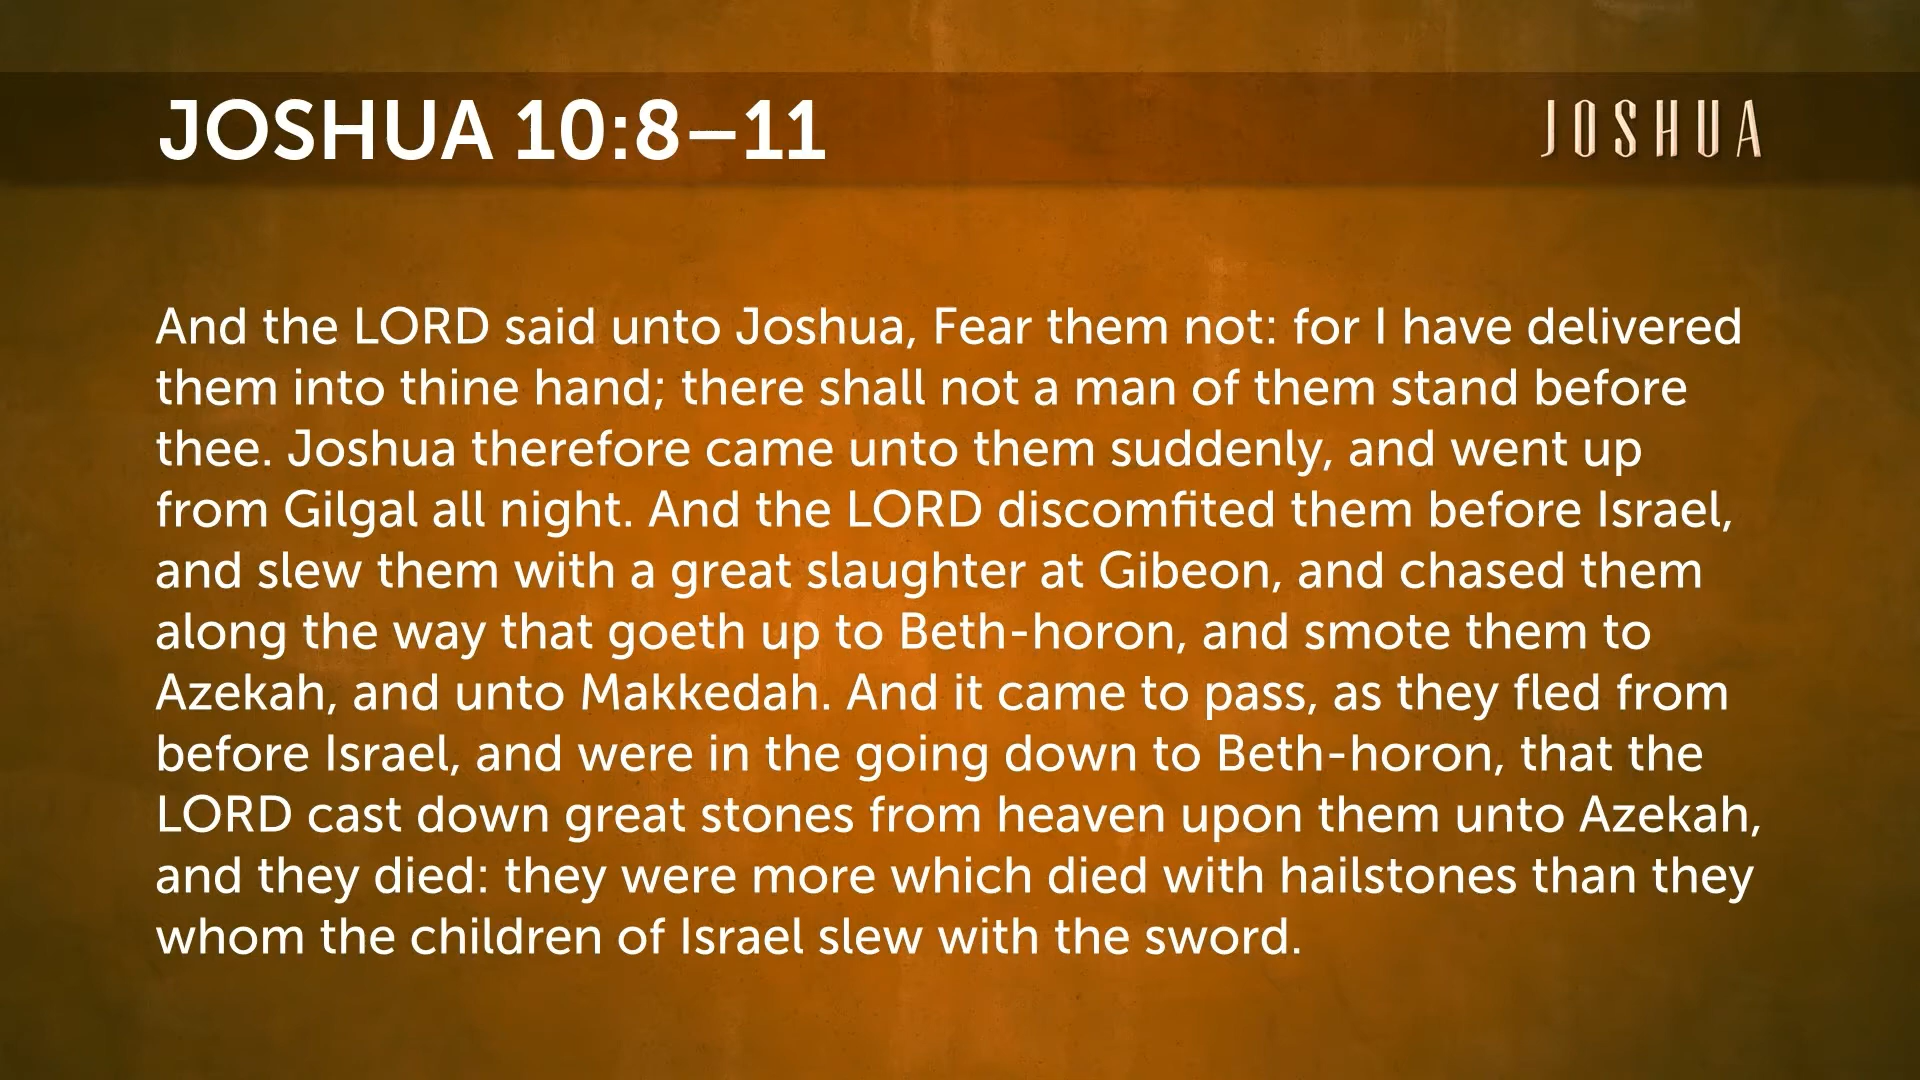 JOSHUA 10:8–11
JOSHUA
And the LORD said unto Joshua, Fear them not: for I have delivered
them into thine hand; there shall not a man of them stand before
thee. Joshua therefore came unto them suddenly, and went up
from Gilgal all night. And the LORD discomfited them before Israel,
and slew them with a great slaughter at Gibeon, and chased them
along the way that goeth up to Beth-horon, and smote them to
Azekah, and unto Makkedah. And it came to pass, as they fled from
before Israel, and were in the going down to Beth-horon, that the
LORD cast down great stones from heaven upon them unto Azekah,
and they died: they were more which died with hailstones than they
whom the children of Israel slew with the sword.